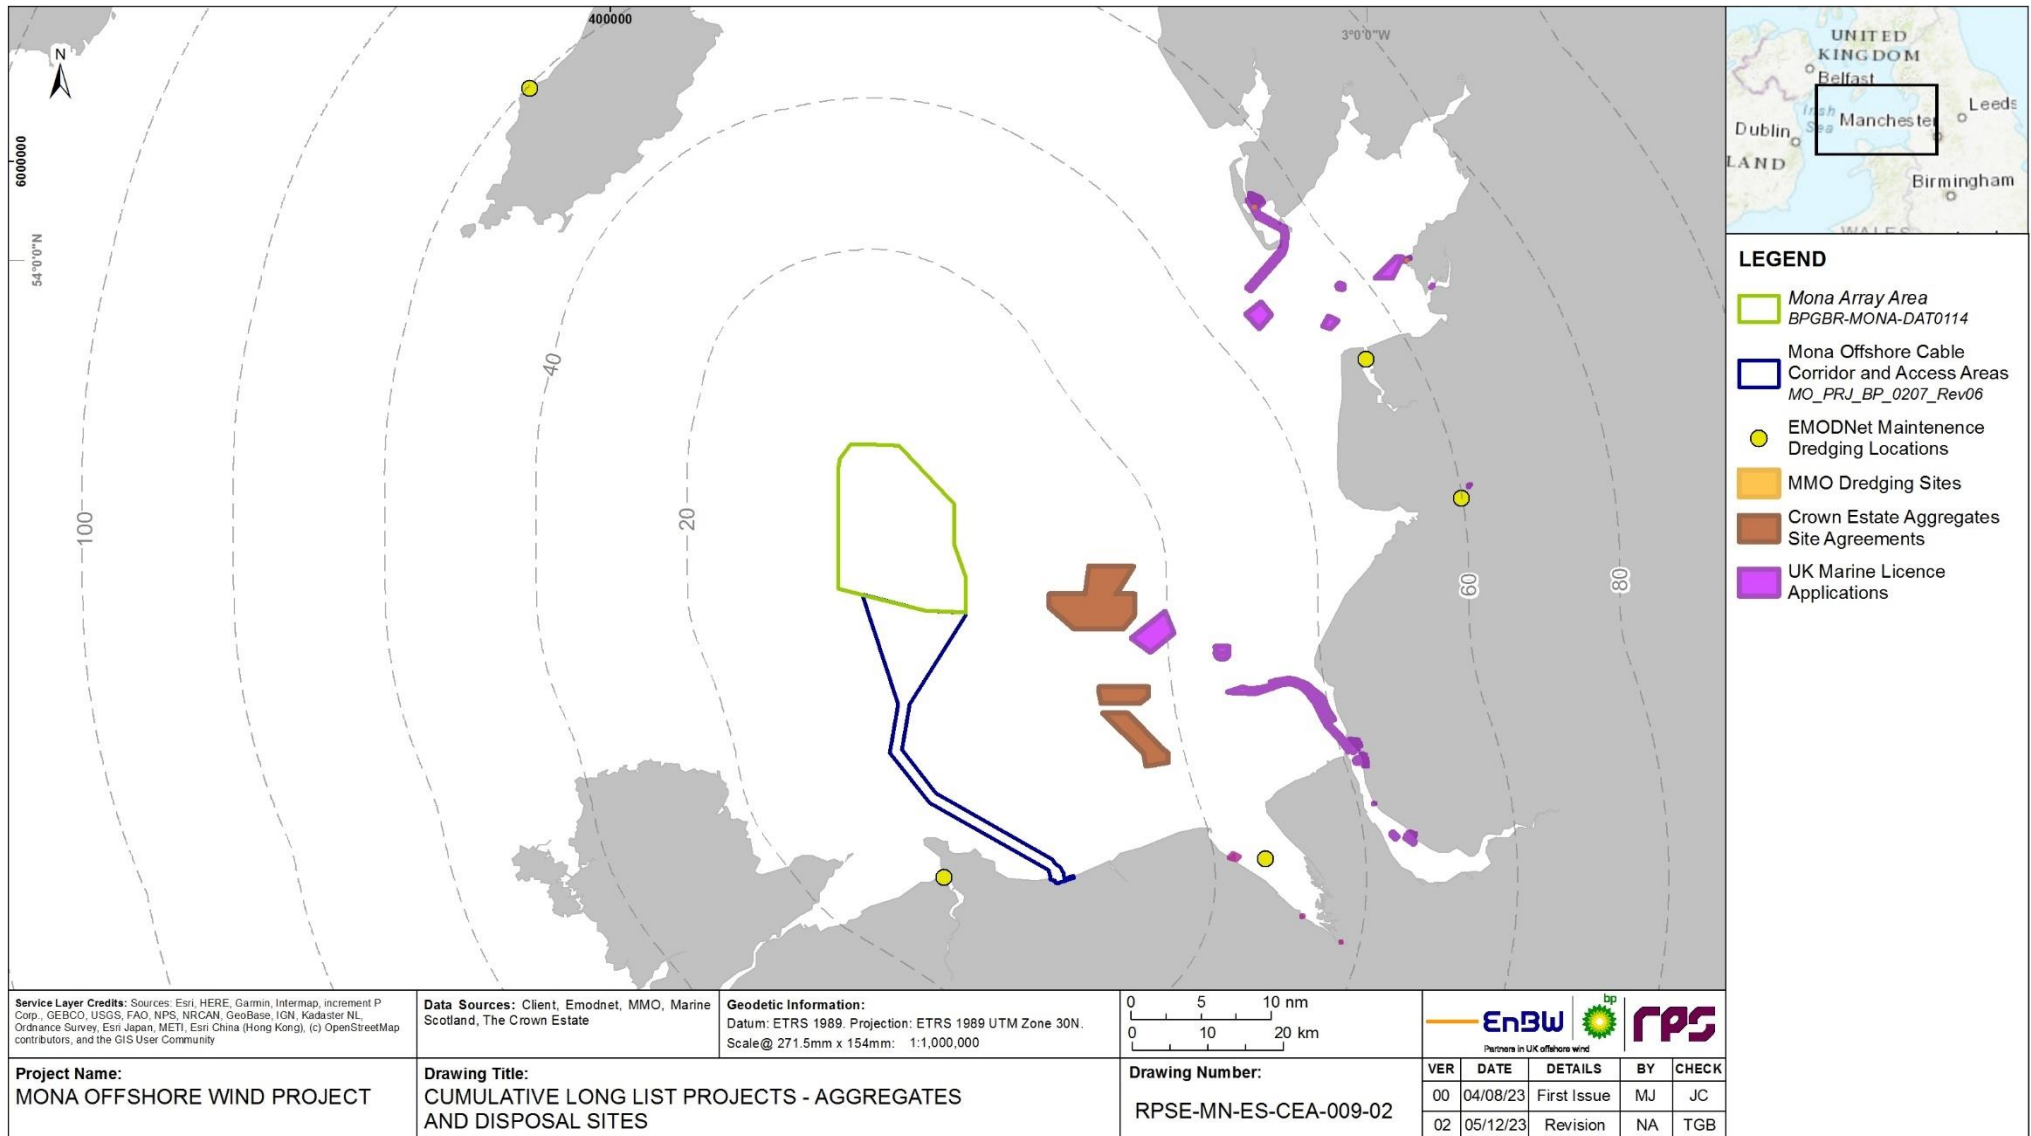 400000
3°0'0"W
N
6000000
54°0'0"N
40
100
20
60
80
UNITED
KINGDOM
Belfast
Irish
Sea
Leeds
Manchester
Dublin
LAND
Birmingham
WALES
LEGEND
Mona Array Area
BPGBR-MONA-DAT0114
Mona Offshore Cable
Corridor and Access Areas
MO_PRJ_BP_0207_Rev06
EMODNet Maintenence
Dredging Locations
MMO Dredging Sites
Crown Estate Aggregates
Site Agreements
UK Marine Licence
Applications
Service Layer Credits: Sources: Esri, HERE, Garmin, Intermap, increment P
Corp., GEBCO, USGS, FAO, NPS, NRCAN, GeoBase, IGN, Kadaster NL,
Ordnance Survey, Esri Japan, METI, Esri China (Hong Kong), (c) OpenStreetMap
contributors, and the GIS User Community
Data Sources: Client, Emodnet, MMO, Marine
Scotland, The Crown Estate
Geodetic Information:
Datum: ETRS 1989. Projection: ETRS 1989 UTM Zone 30N.
Scale@ 271.5mm x 154mm: 1:1,000,000
0 5 10 nm
0 10 20 km
EnBW
bp
rps
Partners in UK offshore wind
Project Name:
MONA OFFSHORE WIND PROJECT
Drawing Title:
CUMULATIVE LONG LIST PROJECTS - AGGREGATES
AND DISPOSAL SITES
Drawing Number:
RPSE-MN-ES-CEA-009-02
VER DATE DETAILS BY CHECK
00 04/08/23 First Issue MJ JC
02 05/12/23 Revision NA TGB